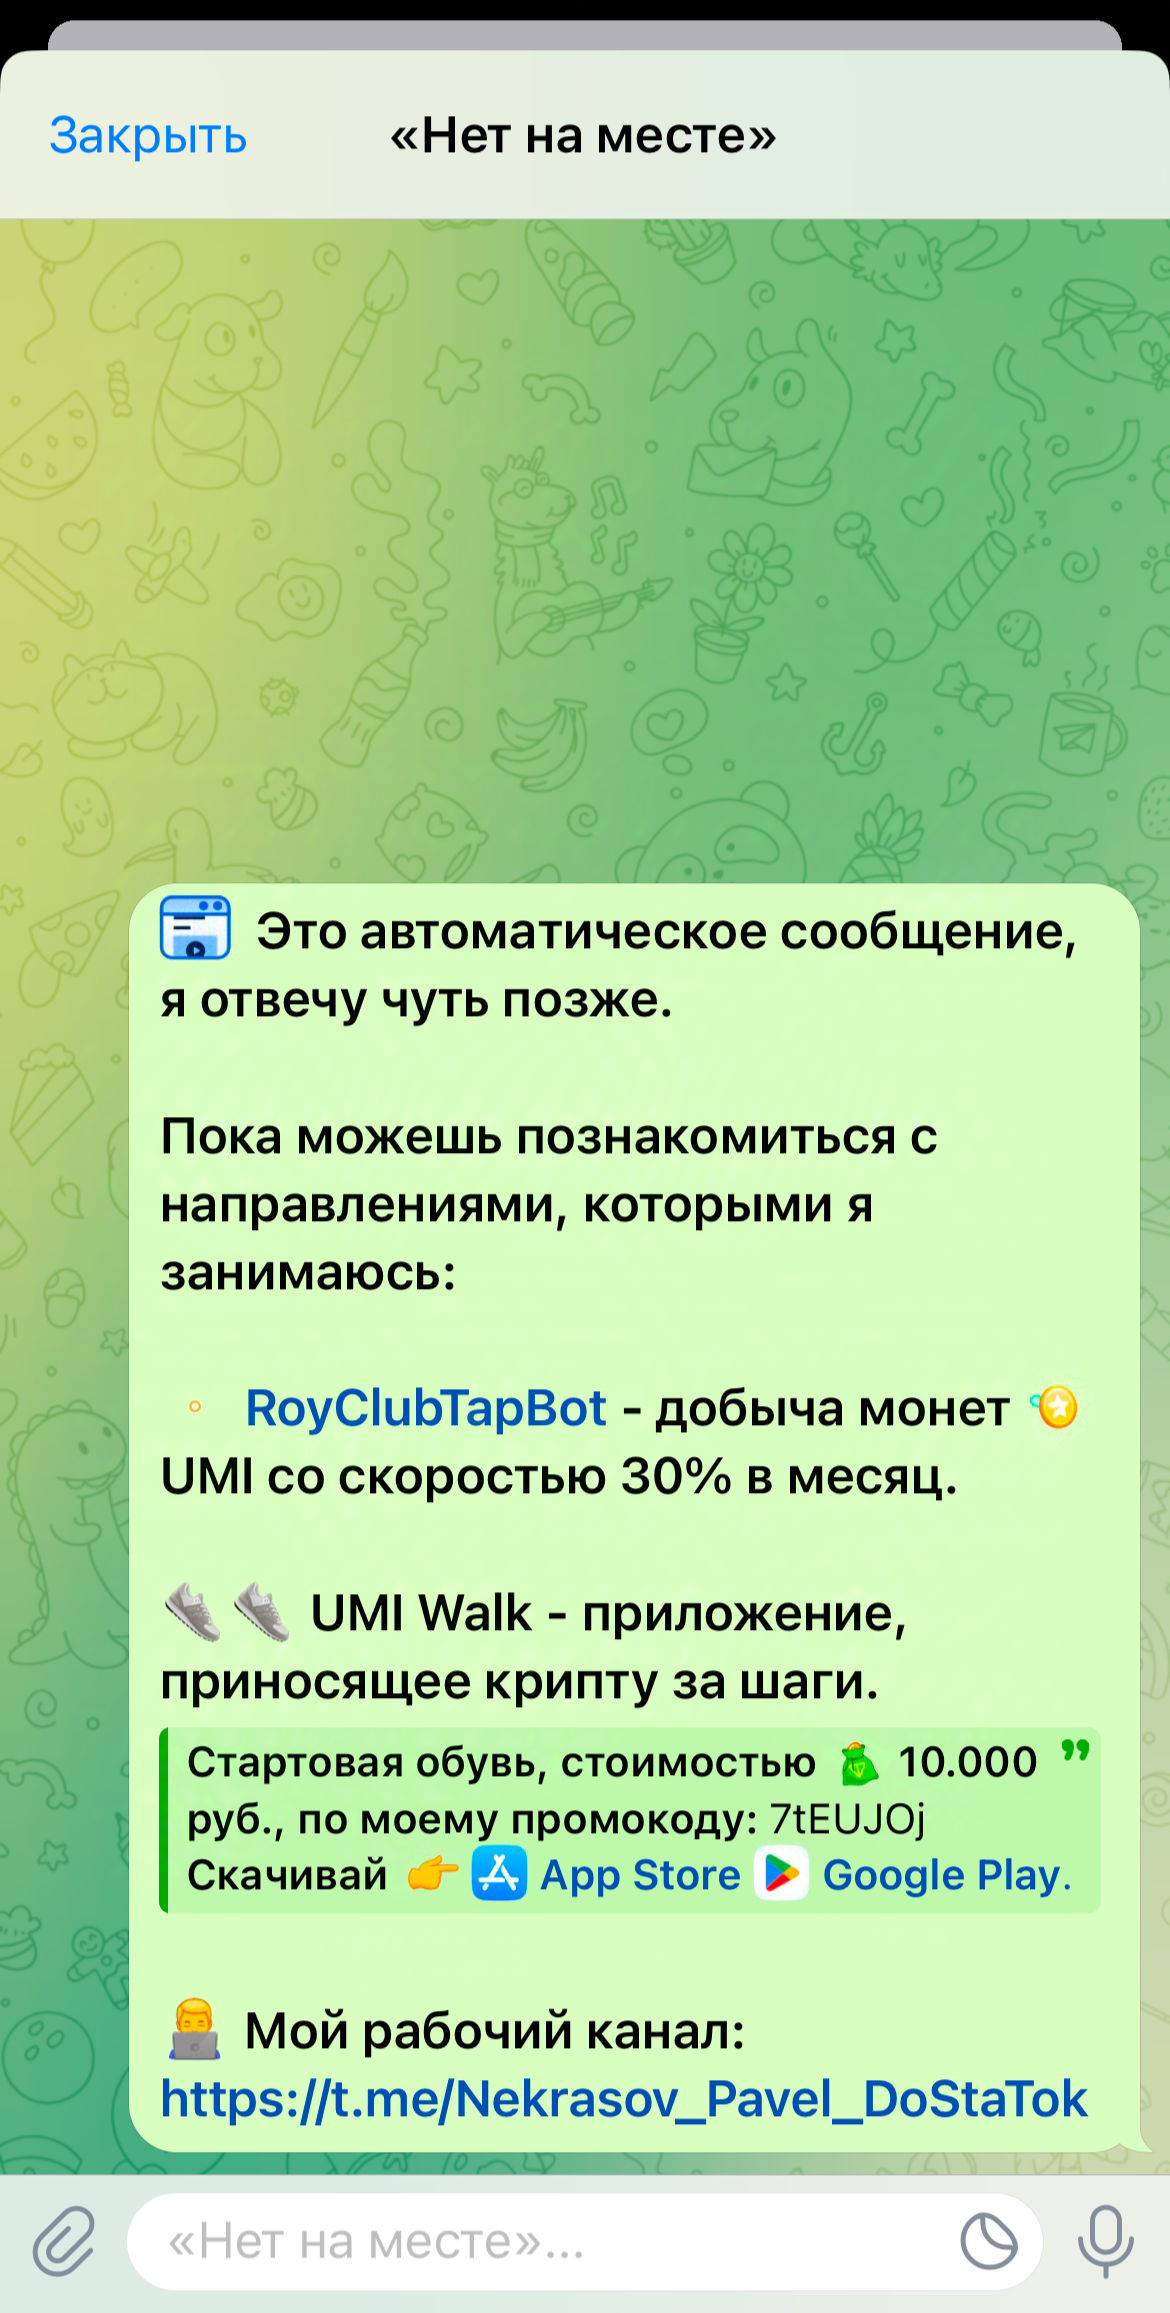 Закрыть
«Нет на месте»
Это автоматическое сообщение,
я отвечу чуть позже.
Пока можешь познакомиться с
направлениями, которыми я
занимаюсь:
RoyClubTapBot - добыча монет
UMI со скоростью 30% в месяц.
UMI Walk - приложение,
приносящее крипту за шаги.
Стартовая обувь, стоимостью 10.000
руб., по моему промокоду: 7tEUJOj
Скачивай 👉 App Store Google Play.
Мой рабочий канал:
https://t.me/Nekrasov_Pavel_DoStaTok
«Нет на месте»...